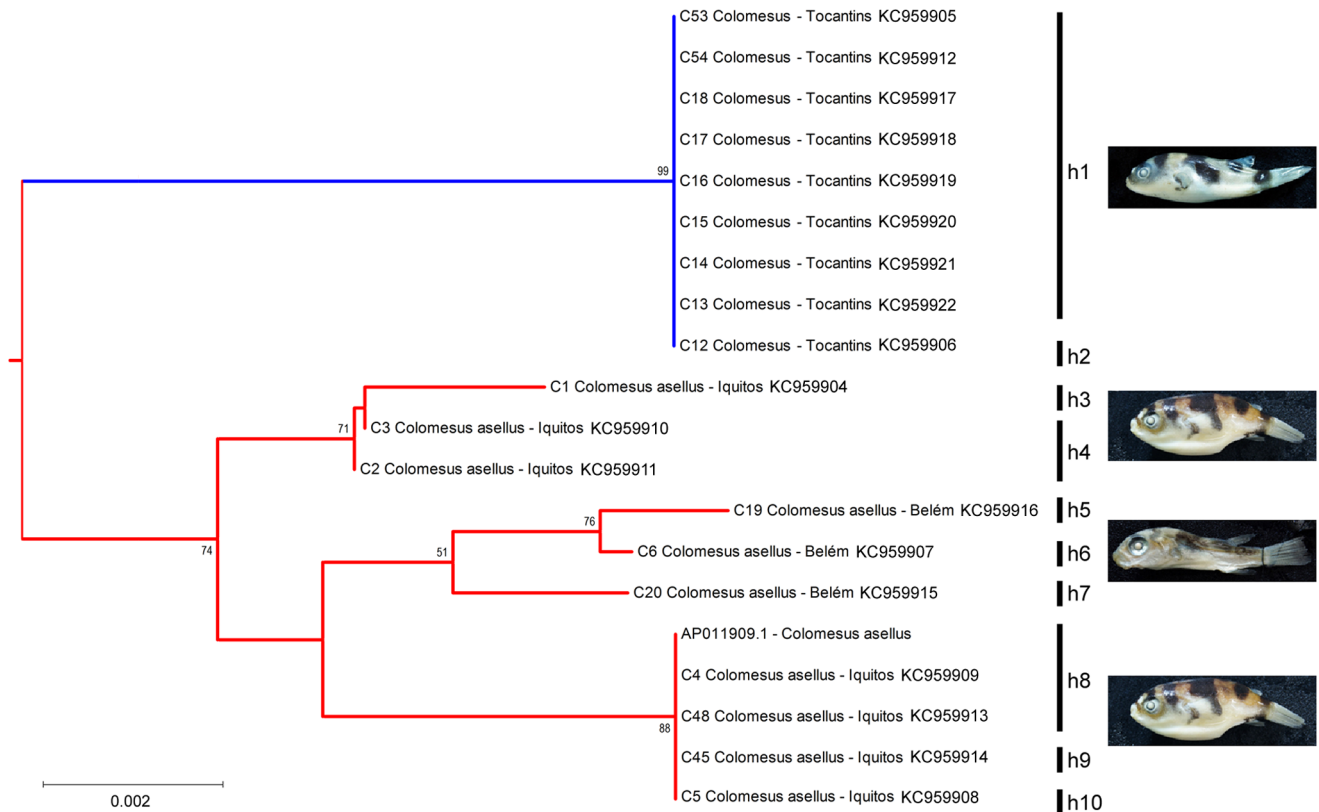 C53 Colomesus - Tocantins KC959905
C54 Colomesus - Tocantins KC959912
C18 Colomesus - Tocantins KC959917
C17 Colomesus - Tocantins KC959918
99
C16 Colomesus - Tocantins KC959919
h1
C15 Colomesus - Tocantins KC959920
C14 Colomesus - Tocantins KC959921
C13 Colomesus - Tocantins KC959922
C12 Colomesus - Tocantins KC959906
h2
C1 Colomesus asellus - Iquitos KC959904
h3
71
C3 Colomesus asellus - Iquitos KC959910
h4
C2 Colomesus asellus - Iquitos KC959911
C19 Colomesus asellus - Belém KC959916
h5
76
74
51
C6 Colomesus asellus - Belém KC959907
h6
C20 Colomesus asellus - Belém KC959915
h7
AP011909.1 - Colomesus asellus
C4 Colomesus asellus - Iquitos KC959909
h8
C48 Colomesus asellus - Iquitos KC959913
88
C45 Colomesus asellus - Iquitos KC959914
h9
C5 Colomesus asellus - Iquitos KC959908
h10
0.002